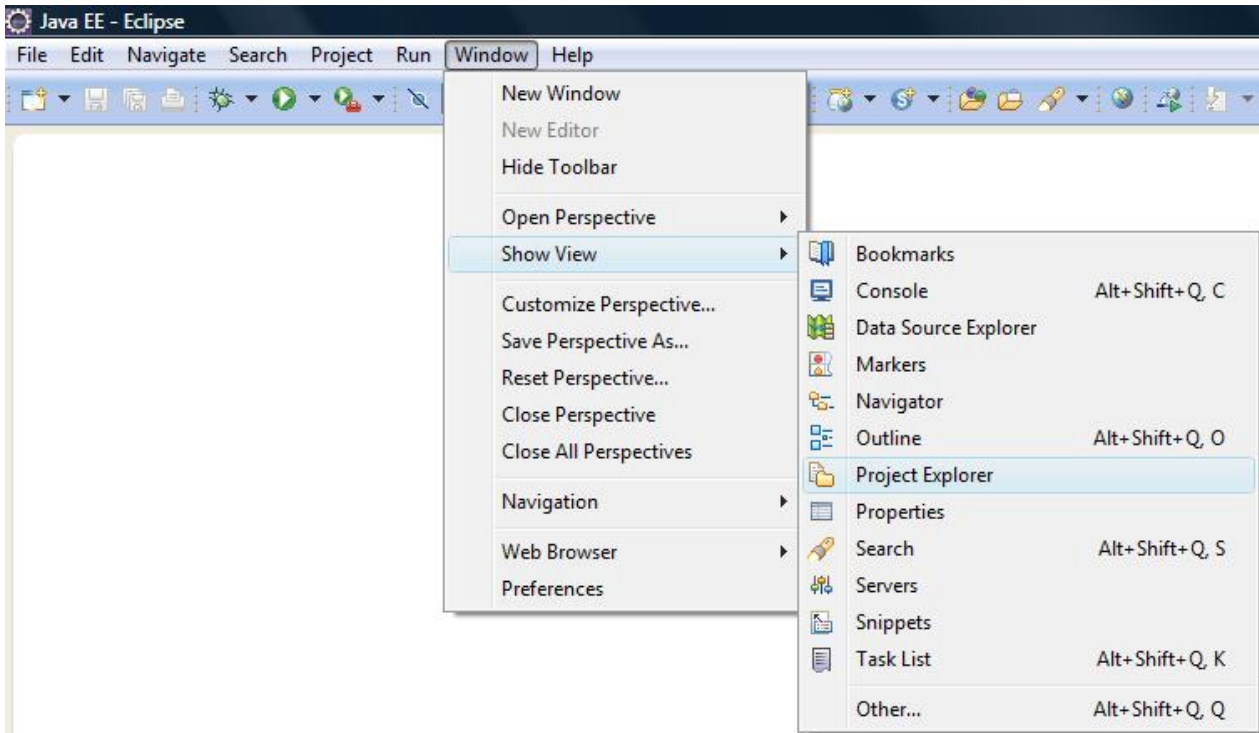 Java EE - Eclipse
File Edit Navigate Search Project Run Window Help
New Window
New Editor
Hide Toolbar
Open Perspective
Show View
Customize Perspective...
Save Perspective As...
Reset Perspective...
Close Perspective
Close All Perspectives
Navigation
Web Browser
Preferences
Bookmarks
Console Alt+Shift+Q, C
Data Source Explorer
Markers
Navigator
Outline Alt+Shift+Q, O
Project Explorer
Properties
Search Alt+Shift+Q, S
Servers
Snippets
Task List Alt+Shift+Q, K
Other... Alt+Shift+Q, Q